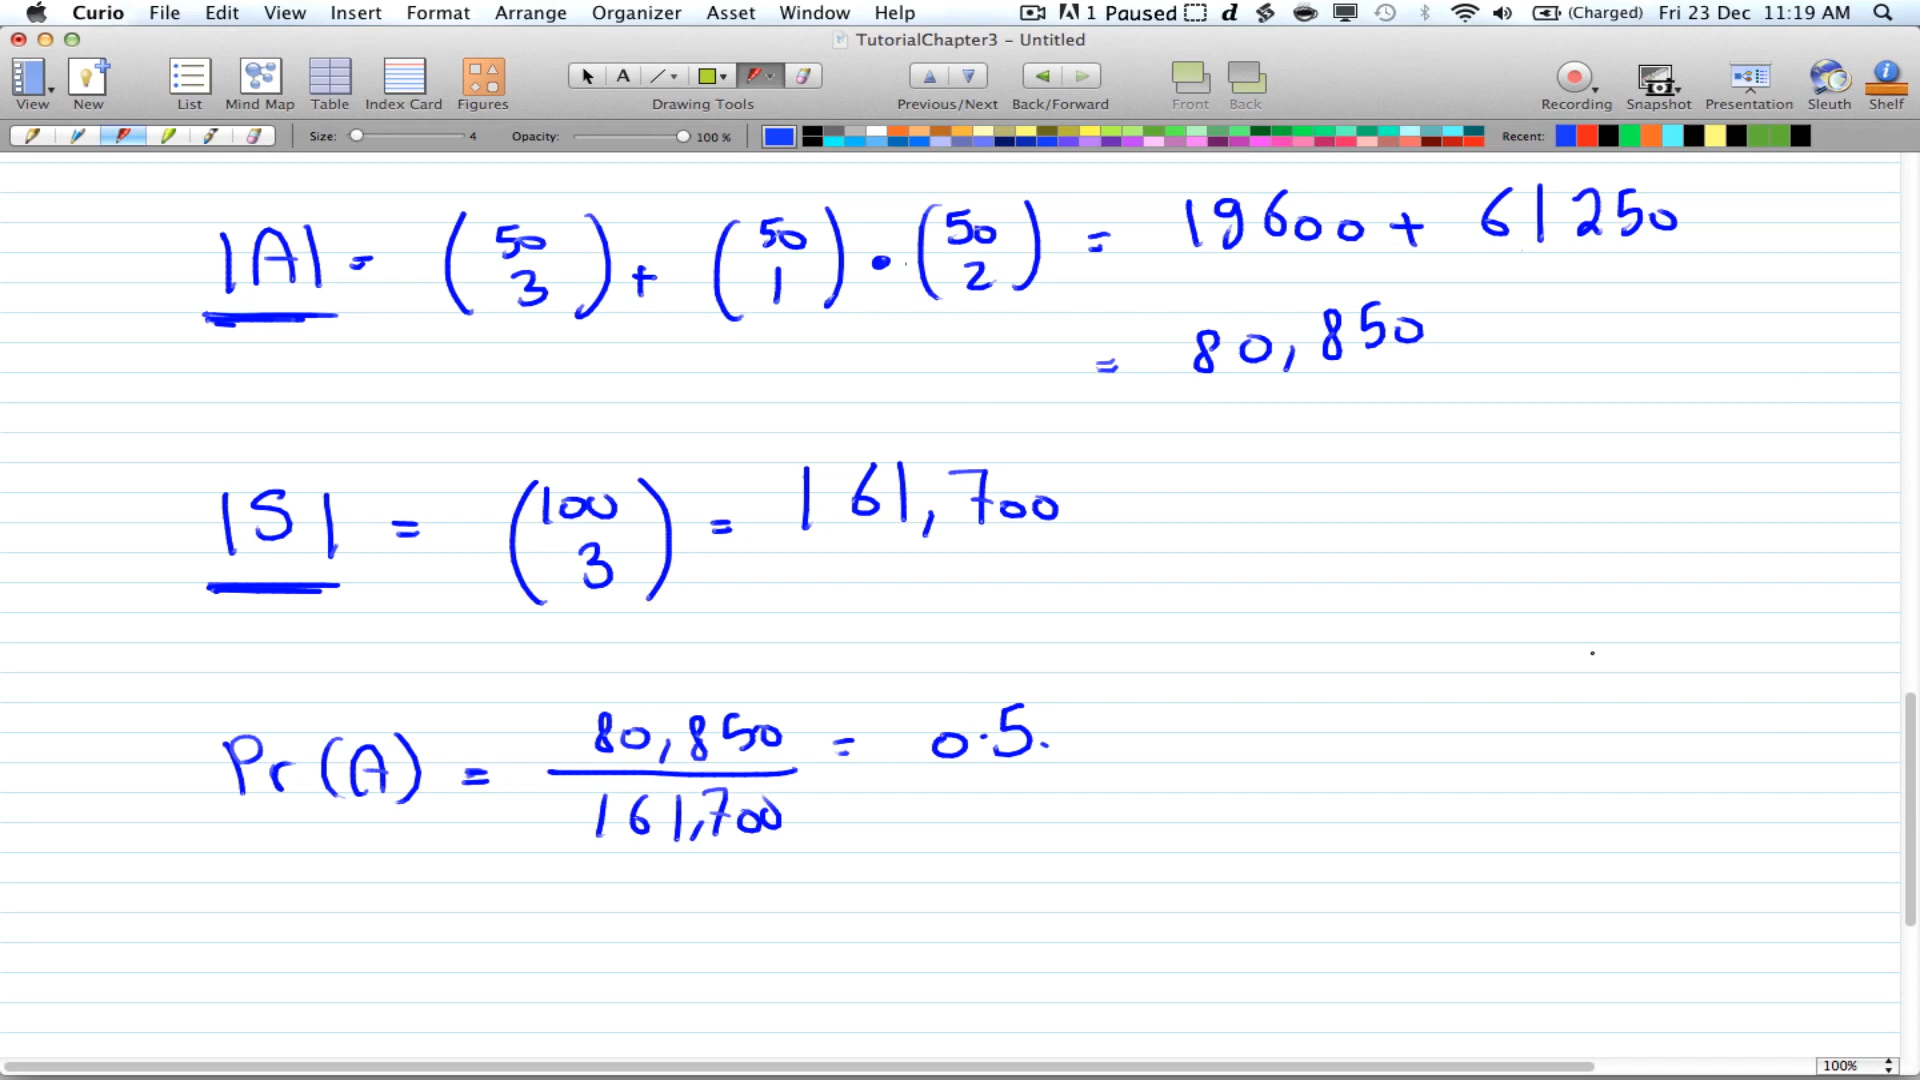 Curio File Edit View Insert Format Arrange Organizer Asset Window Help 1 Paused d (Charged) Fri 23 Dec 11:19 AM
TutorialChapter3 – Untitled
A
View New List Mind Map Table Index Card Figures Drawing Tools Previous/Next Back/Forward Front Back Recording Snapshot Presentation Sleuth Shelf
Size: 4 Opacity: 100 % Recent:
|A| = (50 3) + (50 1) • (50 2) = 19600 + 61250
= 80,850
|S| = (100 3) = 161,700
Pr(A) = 80,850 / 161,700 = 0.5.
100%